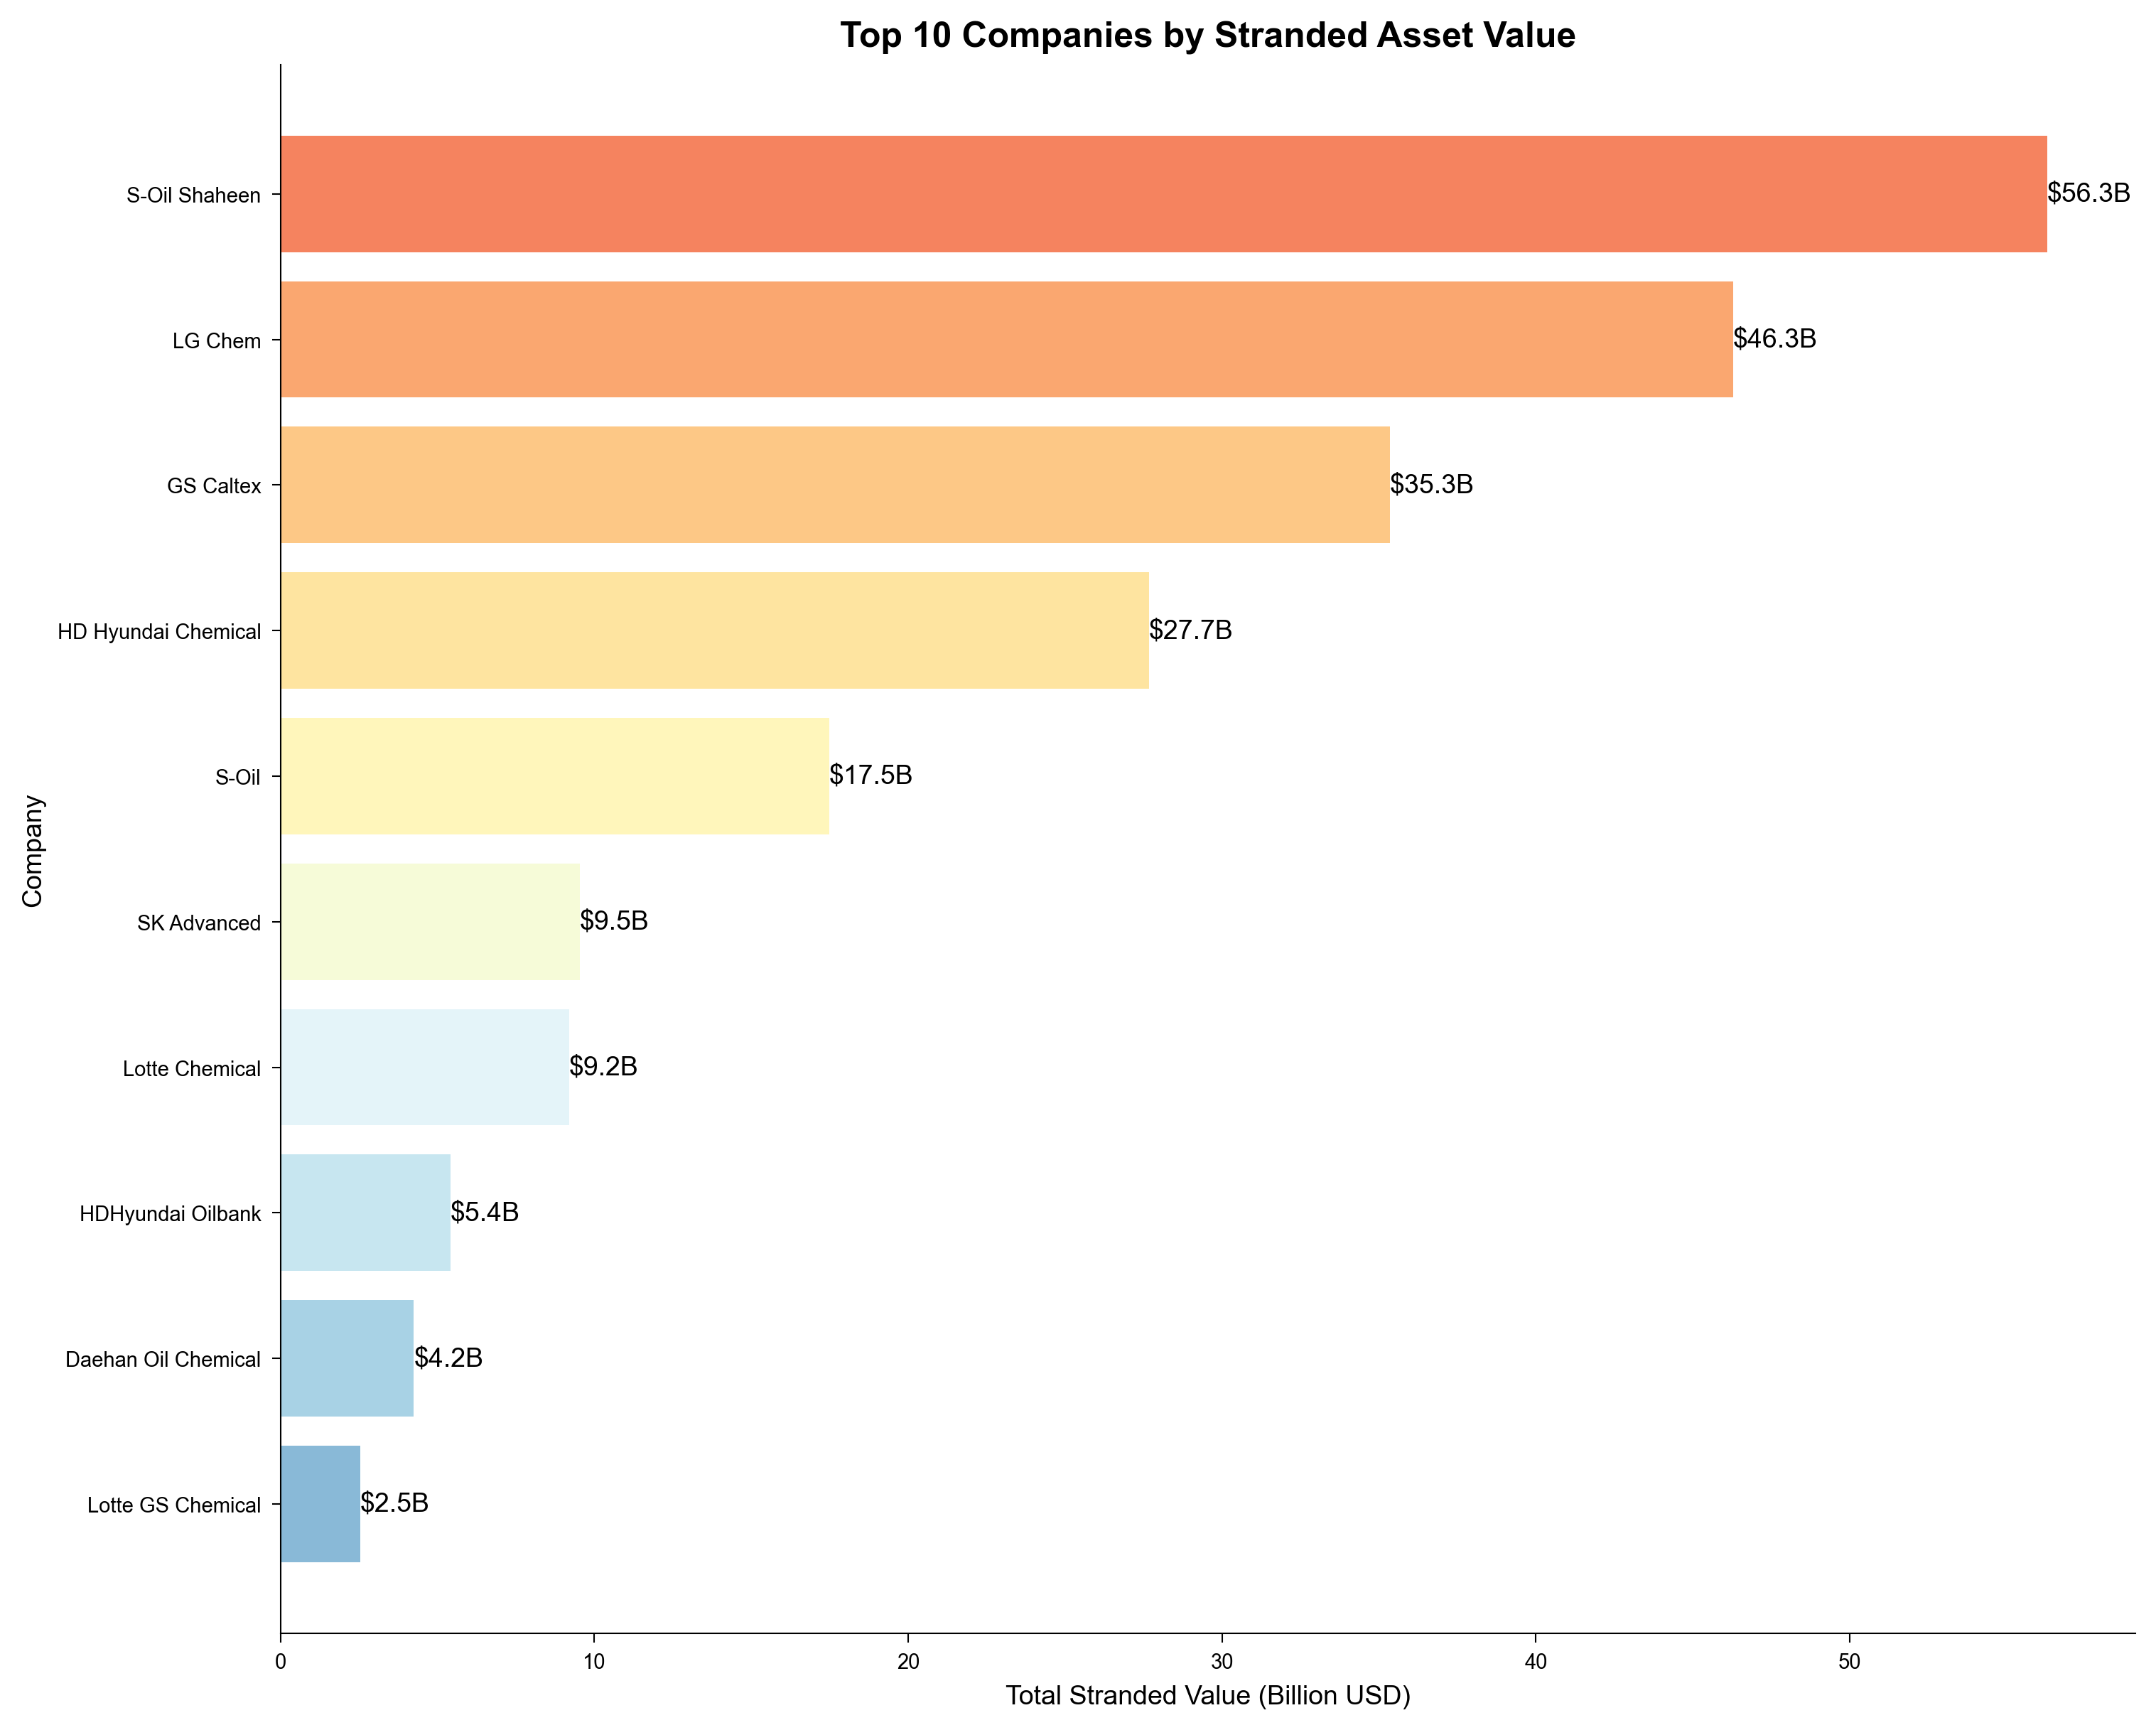 Top 10 Companies by Stranded Asset Value
Company
S-Oil Shaheen
$56.3B
LG Chem
$46.3B
GS Caltex
$35.3B
HD Hyundai Chemical
$27.7B
S-Oil
$17.5B
SK Advanced
$9.5B
Lotte Chemical
$9.2B
HDHyundai Oilbank
$5.4B
Daehan Oil Chemical
$4.2B
Lotte GS Chemical
$2.5B
0 10 20 30 40 50
Total Stranded Value (Billion USD)